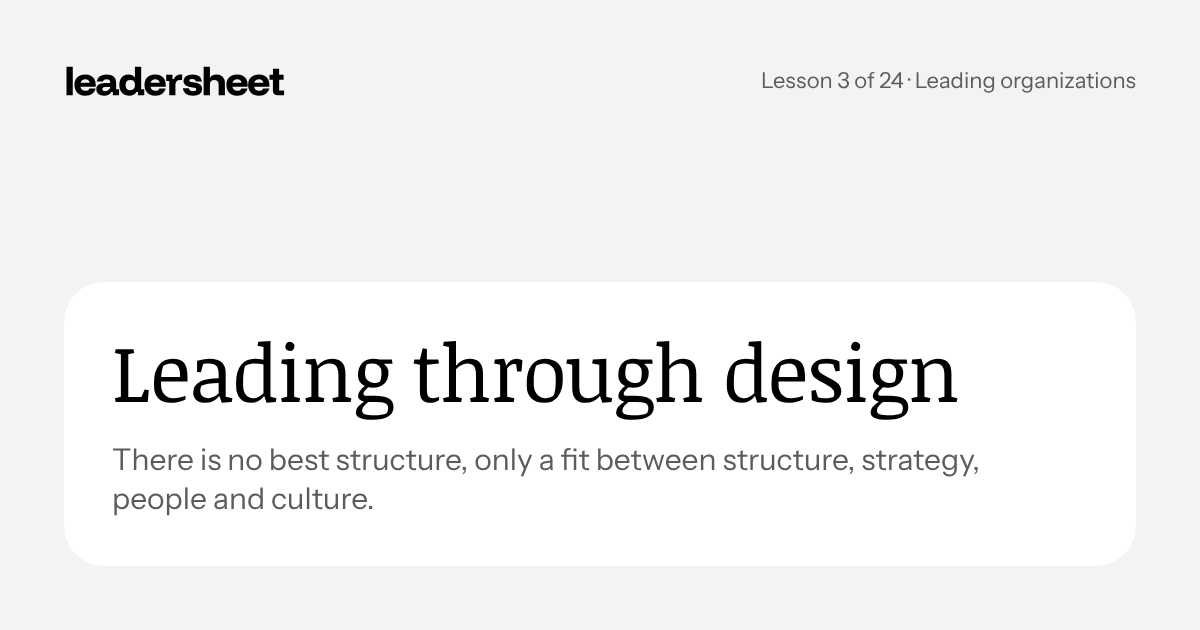 leadersheet
Lesson 3 of 24 · Leading organizations
Leading through design
There is no best structure, only a fit between structure, strategy,
people and culture.